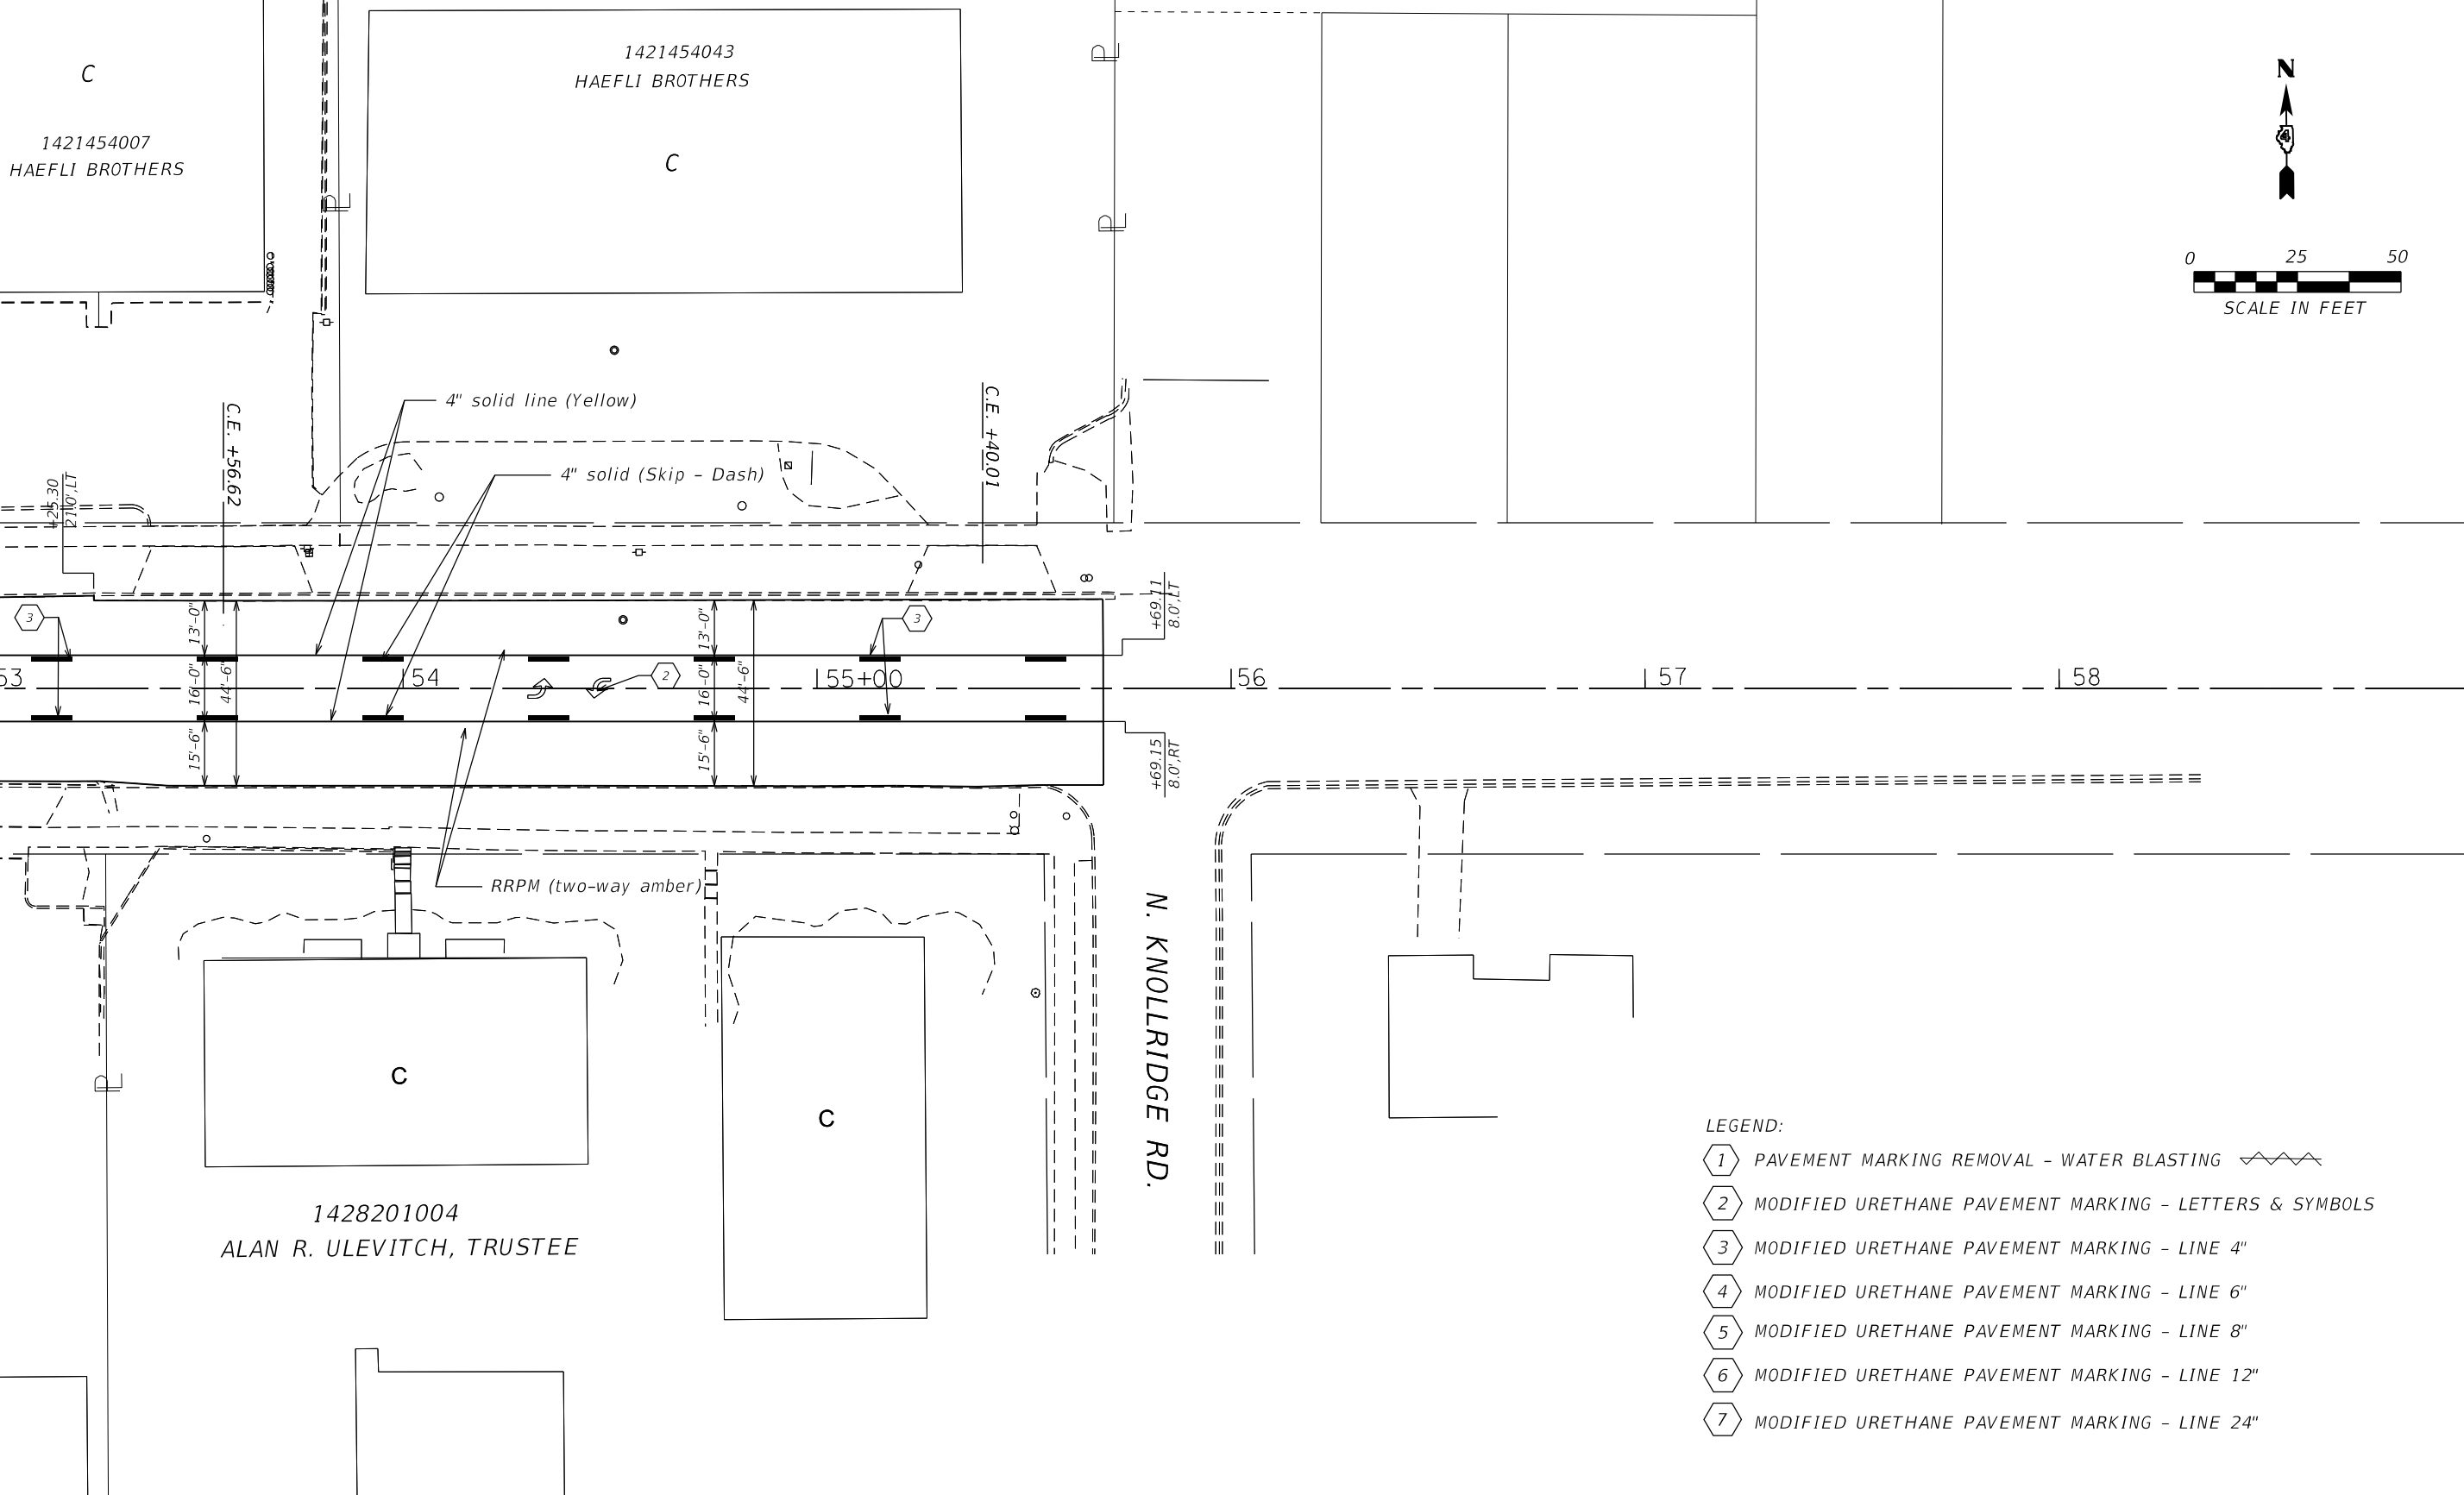 C
1421454007
HAEFLI BROTHERS
1421454043
HAEFLI BROTHERS
C
N
4
0 25 50
SCALE IN FEET
4" solid line (Yellow)
4" solid (Skip - Dash)
C.E. +56.62
C.E. +40.01
+25.30
21.0',LT
3
3
2
13'-0"
16'-0"
15'-6"
44'-6"
13'-0"
16'-0"
15'-6"
44'-6"
53
54
55+00
56
57
58
+69.11
8.0',LT
+69.15
8.0',RT
RRPM (two-way amber)
N. KNOLLRIDGE RD.
C
C
1428201004
ALAN R. ULEVITCH, TRUSTEE
LEGEND:
1 PAVEMENT MARKING REMOVAL - WATER BLASTING
2 MODIFIED URETHANE PAVEMENT MARKING - LETTERS & SYMBOLS
3 MODIFIED URETHANE PAVEMENT MARKING - LINE 4"
4 MODIFIED URETHANE PAVEMENT MARKING - LINE 6"
5 MODIFIED URETHANE PAVEMENT MARKING - LINE 8"
6 MODIFIED URETHANE PAVEMENT MARKING - LINE 12"
7 MODIFIED URETHANE PAVEMENT MARKING - LINE 24"